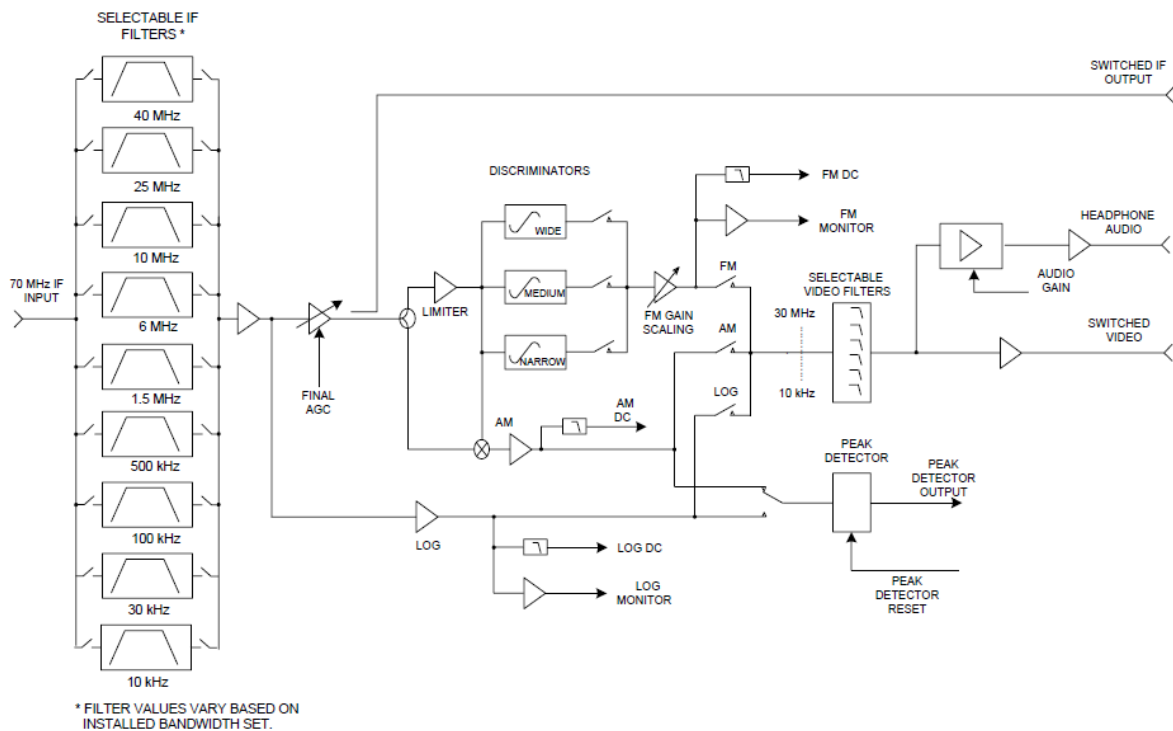 SELECTABLE IF
FILTERS *
40 MHz
25 MHz
10 MHz
70 MHz IF
INPUT
6 MHz
1.5 MHz
500 kHz
100 kHz
30 kHz
10 kHz
* FILTER VALUES VARY BASED ON
INSTALLED BANDWIDTH SET.
FINAL
AGC
SWITCHED IF
OUTPUT
DISCRIMINATORS
LIMITER
WIDE
MEDIUM
NARROW
FM GAIN
SCALING
FM DC
FM
MONITOR
FM
AM
LOG
AM
AM
DC
LOG
LOG DC
LOG
MONITOR
SELECTABLE
VIDEO FILTERS
30 MHz
10 kHz
HEADPHONE
AUDIO
AUDIO
GAIN
SWITCHED
VIDEO
PEAK
DETECTOR
PEAK
DETECTOR
OUTPUT
PEAK
DETECTOR
RESET